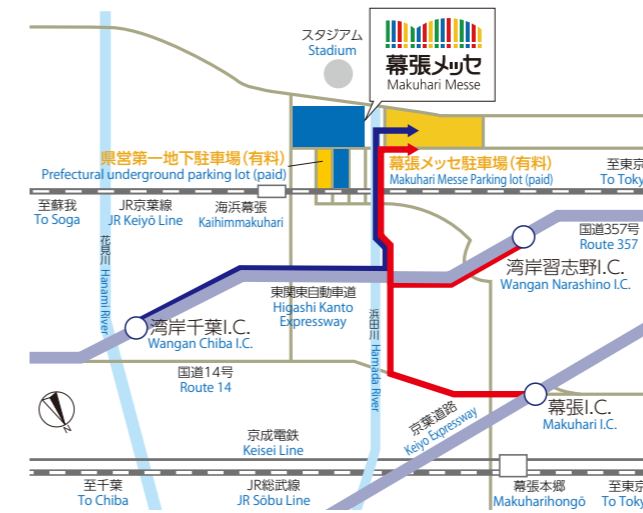 スタジアム
Stadium
幕張メッセ
Makuhari Messe
県営第一地下駐車場(有料)
Prefectural underground parking lot (paid)
幕張メッセ駐車場(有料)
Makuhari Messe Parking lot (paid)
至東京
To Tokyo
至蘇我
To Soga
JR京葉線
JR Keiyō Line
海浜幕張
Kaihimmakuhari
国道357号
Route 357
花見川 Hanami River
湾岸習志野I.C.
Wangan Narashino I.C.
東関東自動車道
Higashi Kanto
Expressway
浜田川 Hamada River
湾岸千葉I.C.
Wangan Chiba I.C.
国道14号
Route 14
N
幕張I.C.
Makuhari I.C.
京葉道路
Keiyo Expressway
京成電鉄
Keisei Line
至千葉
To Chiba
JR総武線
JR Sōbu Line
幕張本郷
Makuharihongō
至東京
To Tokyo